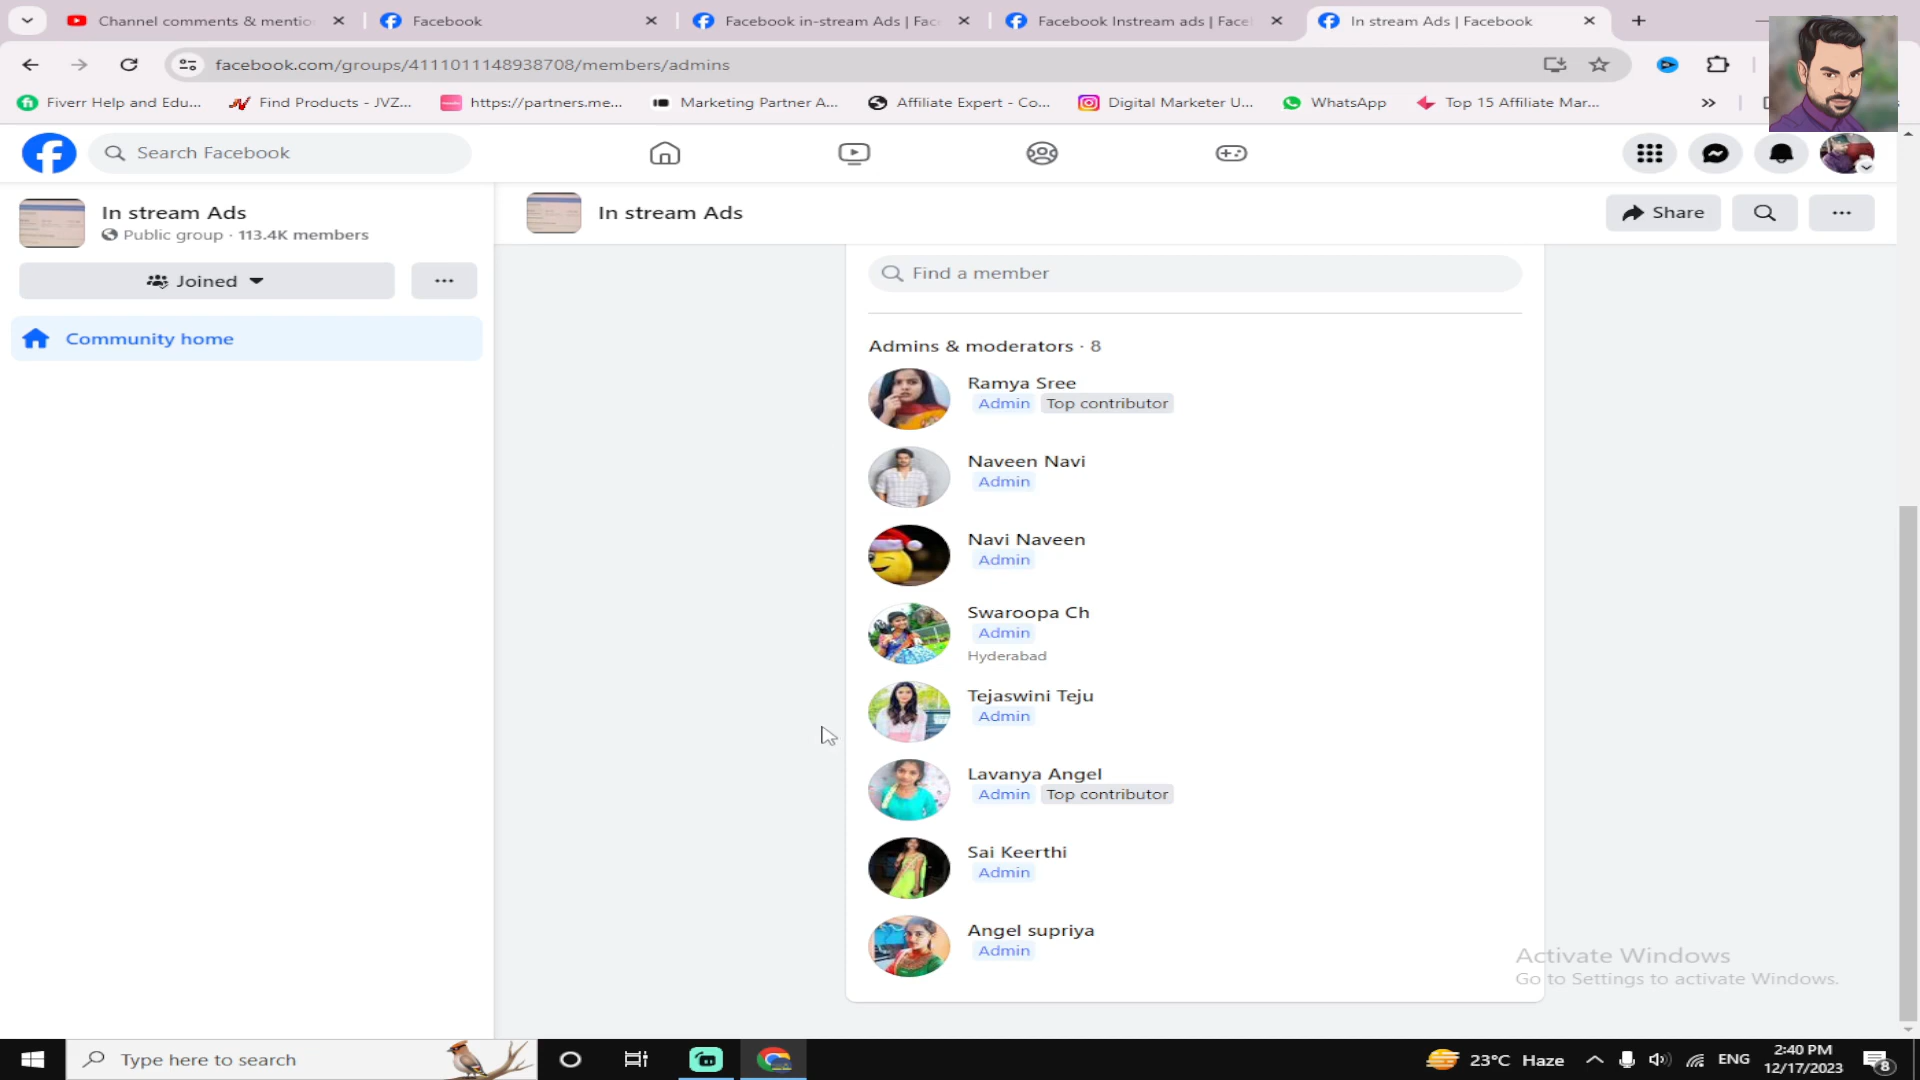 Channel comments & mentio
Facebook
Facebook in-stream Ads | Fac
Facebook Instream ads | Face
In stream Ads | Facebook
facebook.com/groups/4111011148938708/members/admins
Fiverr Help and Edu...
Find Products - JVZ...
https://partners.me...
Marketing Partner A...
Affiliate Expert - Co...
Digital Marketer U...
WhatsApp
Top 15 Affiliate Mar...
Search Facebook
In stream Ads
Public group · 113.4K members
Joined
Community home
In stream Ads
Share
Find a member
Admins & moderators · 8
Ramya Sree
Admin Top contributor
Naveen Navi
Admin
Navi Naveen
Admin
Swaroopa Ch
Admin
Hyderabad
Tejaswini Teju
Admin
Lavanya Angel
Admin Top contributor
Sai Keerthi
Admin
Angel supriya
Admin
Activate Windows
Go to Settings to activate Windows.
Type here to search
23°C Haze
ENG
2:40 PM
12/17/2023
8